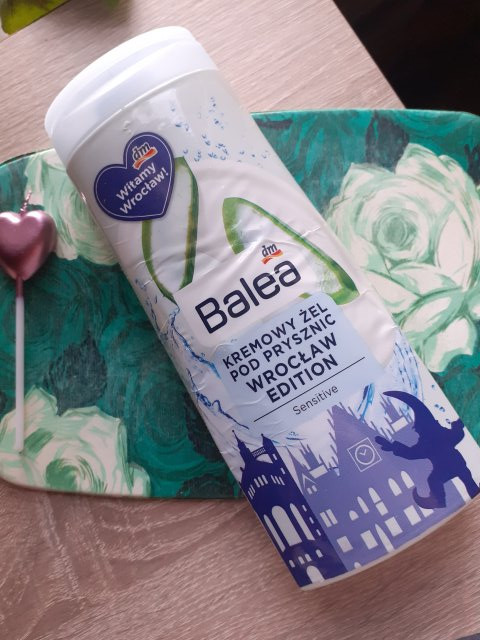 dm
Witamy
Wrocław!
dm
Balea
KREMOWY ŻEL
POD PRYSZNIC
WROCŁAW
EDITION
Sensitive